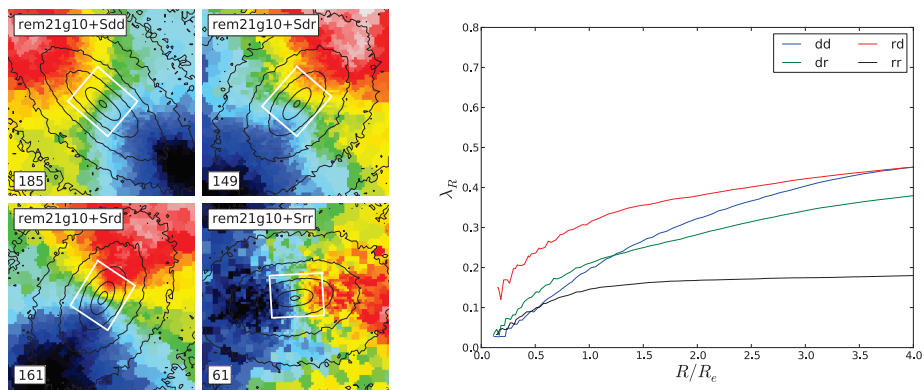 rem21g10+Sdd
185
rem21g10+Sdr
149
rem21g10+Srd
161
rem21g10+Srr
61
0.8
0.7
0.6
0.5
0.4
0.3
0.2
0.1
0.0
λ_R
dd
dr
rd
rr
0.0 0.5 1.0 1.5 2.0 2.5 3.0 3.5 4.0
R/R_e